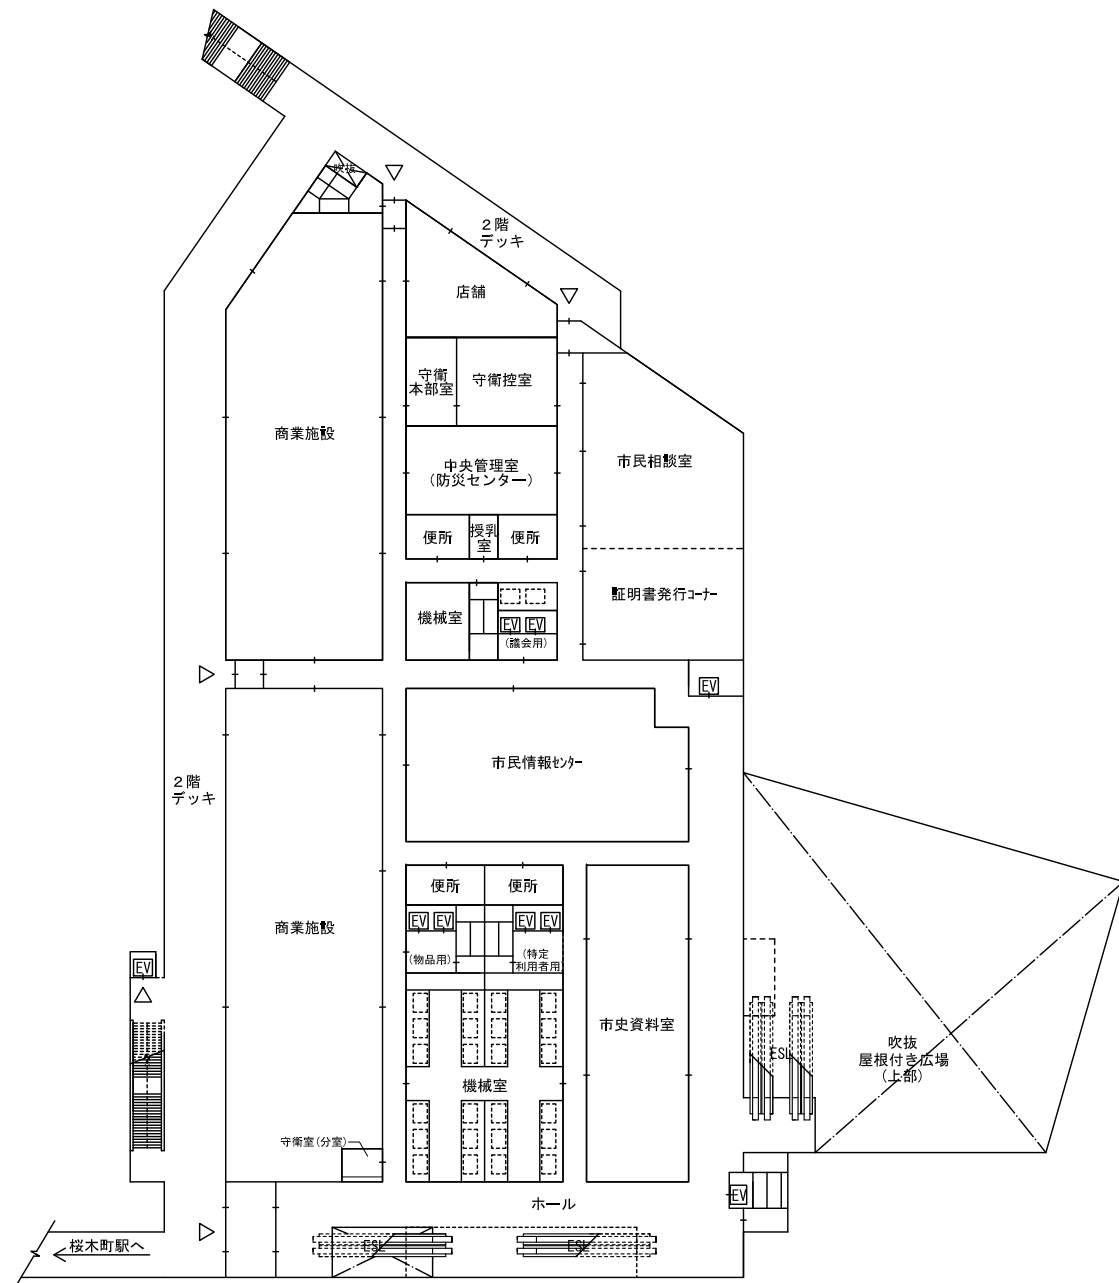 吹抜
２階
デッキ
店舗
守衛
本部室
守衛控室
商業施設
中央管理室
(防災センター)
市民相談室
便所
授乳
室
便所
機械室
EV
EV
(議会用)
証明書発行ｺｰﾅｰ
EV
市民情報ｾﾝﾀｰ
２階
デッキ
便所
便所
EV
EV
EV
EV
(物品用)
(特定
利用者用)
商業施設
EV
市史資料室
ESL
吹抜
屋根付き広場
(上部)
機械室
守衛室(分室)
EV
ホール
桜木町駅へ
ESL
ESL